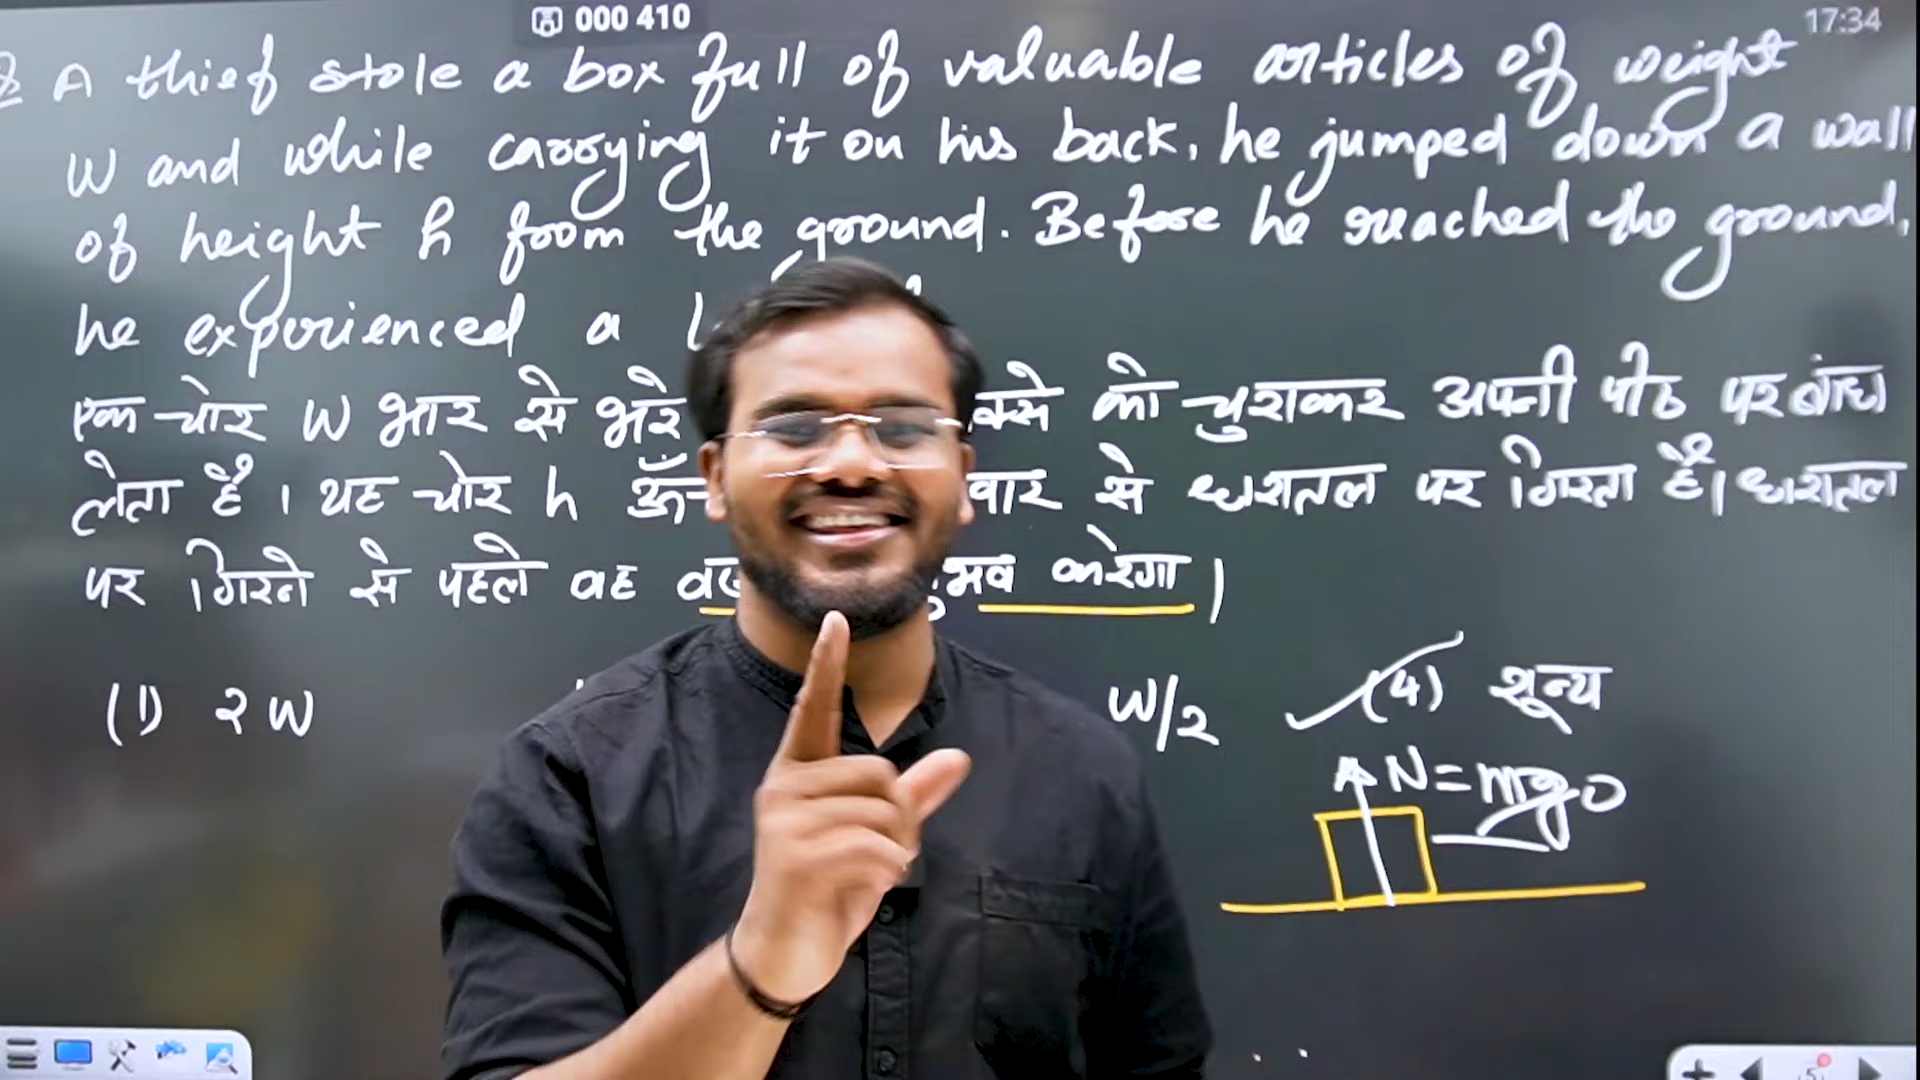 000 410
17:34
Q A thief stole a box full of valuable articles of weight
W and while carrying it on his back, he jumped down a wall
of height h from the ground. Before he reached the ground,
he experienced a
एक चोर W भार से भरे क्से को चुराकर अपनी पीठ पर बांध
लेता है । यह चोर h ऊँ वार से धरातल पर गिरता है। धरातल
पर गिरने से पहले वह व ुभव करेगा ।
(1) 2W W/2 (4) शून्य
N = mg 0